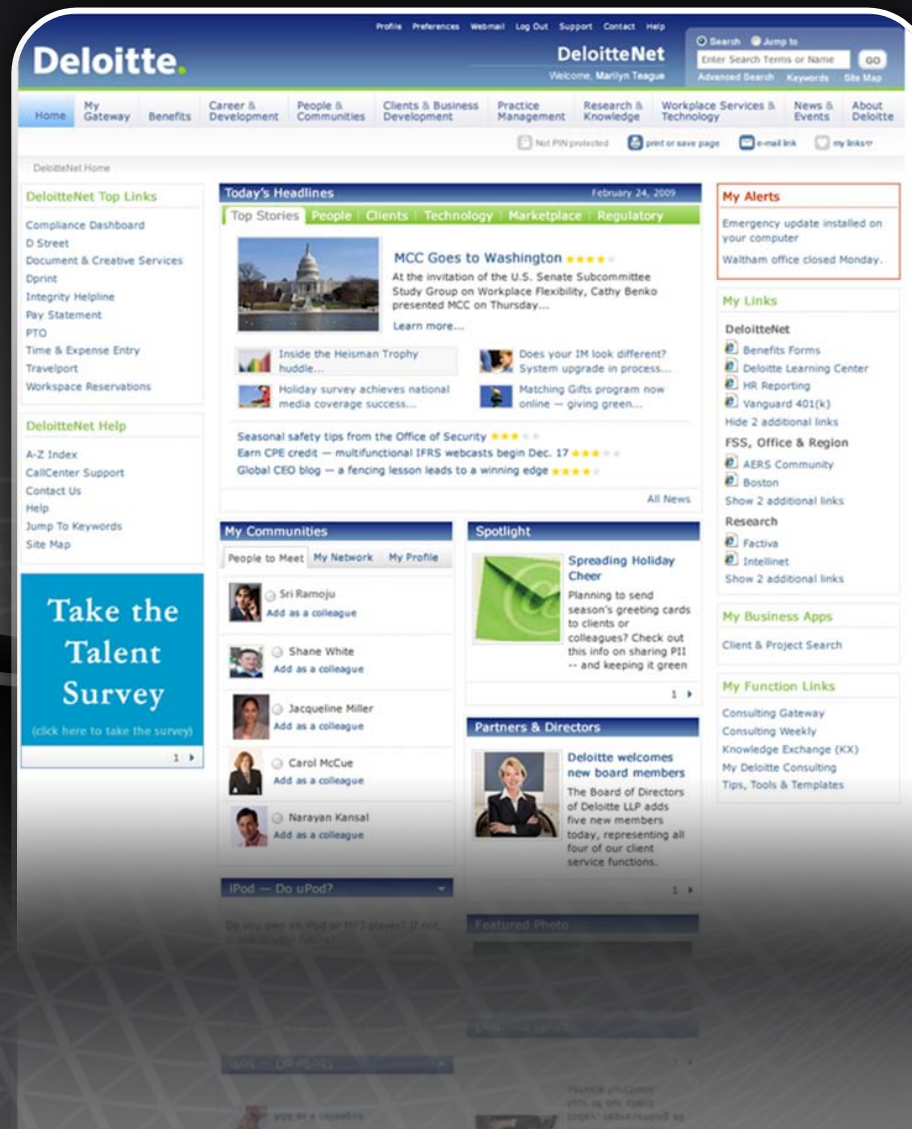 Profile Preferences Webmail Log Out Support Contact Help
Deloitte.
DeloitteNet
Welcome, Marilyn Teague
Search Jump to
Enter Search Terms or Name GO
Advanced Search Keywords Site Map
Home
My Gateway
Benefits
Career & Development
People & Communities
Clients & Business Development
Practice Management
Research & Knowledge
Workplace Services & Technology
News & Events
About Deloitte
Not PIN protected print or save page e-mail link my links
DeloitteNet Home
DeloitteNet Top Links
Compliance Dashboard
D Street
Document & Creative Services
Dprint
Integrity Helpline
Pay Statement
PTO
Time & Expense Entry
Travelport
Workspace Reservations
DeloitteNet Help
A-Z Index
CallCenter Support
Contact Us
Help
Jump To Keywords
Site Map
Take the
Talent
Survey
(click here to take the survey)
1
Today's Headlines February 24, 2009
Top Stories People Clients Technology Marketplace Regulatory
MCC Goes to Washington
At the invitation of the U.S. Senate Subcommittee
Study Group on Workplace Flexibility, Cathy Benko
presented MCC on Thursday...
Learn more...
Inside the Heisman Trophy
huddle...
Does your IM look different?
System upgrade in process...
Holiday survey achieves national
media coverage success...
Matching Gifts program now
online — giving green...
Seasonal safety tips from the Office of Security
Earn CPE credit — multifunctional IFRS webcasts begin Dec. 17
Global CEO blog — a fencing lesson leads to a winning edge
All News
My Communities
People to Meet My Network My Profile
Sri Ramoju
Add as a colleague
Shane White
Add as a colleague
Jacqueline Miller
Add as a colleague
Carol McCue
Add as a colleague
Narayan Kansal
Add as a colleague
iPod — Do uPod?
Do you own an iPod or MP3 player? If not,
Spotlight
Spreading Holiday
Cheer
Planning to send
season's greeting cards
to clients or
colleagues? Check out
this info on sharing PII
-- and keeping it green
1
Partners & Directors
Deloitte welcomes
new board members
The Board of Directors
of Deloitte LLP adds
five new members
today, representing all
four of our client
service functions.
1
Featured Photo
My Alerts
Emergency update installed on
your computer
Waltham office closed Monday.
My Links
DeloitteNet
Benefits Forms
Deloitte Learning Center
HR Reporting
Vanguard 401(k)
Hide 2 additional links
FSS, Office & Region
AERS Community
Boston
Show 2 additional links
Research
Factiva
Intellinet
Show 2 additional links
My Business Apps
Client & Project Search
My Function Links
Consulting Gateway
Consulting Weekly
Knowledge Exchange (KX)
My Deloitte Consulting
Tips, Tools & Templates